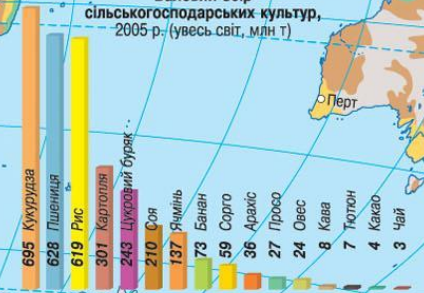 сільськогосподарських культур,
2005 р. (увесь світ, млн т)
Перт
695 Кукурудза
628 Пшениця
619 Рис
301 Картопля
243 Цукровий буряк
210 Соя
137 Ячмінь
73 Банан
59 Сорго
36 Арахіс
27 Просо
24 Овес
8 Кава
7 Тютюн
4 Какао
3 Чай